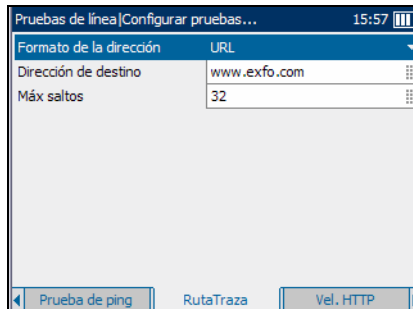 Pruebas de línea|Configurar pruebas... 15:57
Formato de la dirección URL
Dirección de destino www.exfo.com
Máx saltos 32
Prueba de ping RutaTraza Vel. HTTP